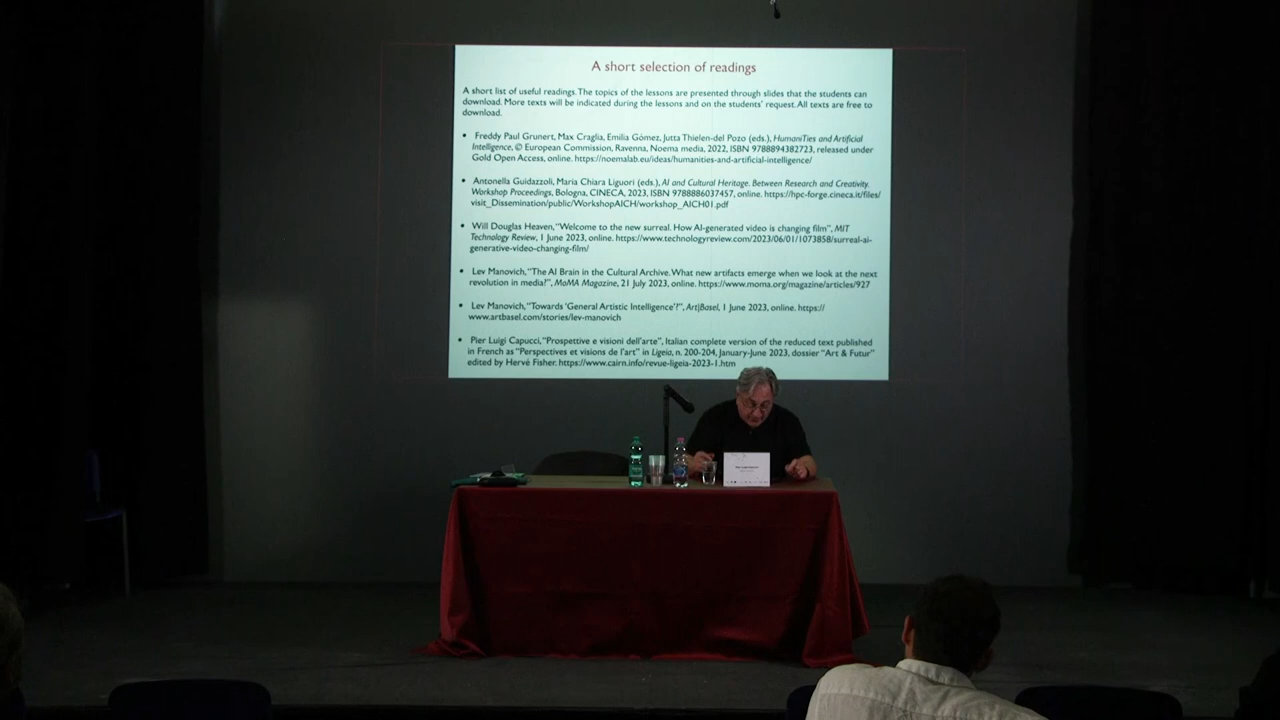 A short selection of readings
A short list of useful readings. The topics of the lessons are presented through slides that the students can
download. More texts will be indicated during the lessons and on the students' request. All texts are free to
download.
• Freddy Paul Grunert, Max Craglia, Emilia Gómez, Jutta Thielen-del Pozo (eds.), HumaniTies and Artificial
Intelligence, © European Commission, Ravenna, Noema media, 2022, ISBN 9788894382723, released under
Gold Open Access, online. https://noemalab.eu/ideas/humanities-and-artificial-intelligence/
• Antonella Guidazzoli, Maria Chiara Liguori (eds.), AI and Cultural Heritage. Between Research and Creativity.
Workshop Proceedings, Bologna, CINECA, 2023, ISBN 9788886037457, online. https://hpc-forge.cineca.it/files/
visit_Dissemination/public/WorkshopAICH/workshop_AICH01.pdf
• Will Douglas Heaven, "Welcome to the new surreal. How AI-generated video is changing film", MIT
Technology Review, 1 June 2023, online. https://www.technologyreview.com/2023/06/01/1073858/surreal-ai-
generative-video-changing-film/
• Lev Manovich, "The AI Brain in the Cultural Archive. What new artifacts emerge when we look at the next
revolution in media?", MoMA Magazine, 21 July 2023, online. https://www.moma.org/magazine/articles/927
• Lev Manovich, "Towards 'General Artistic Intelligence'?", Art|Basel, 1 June 2023, online. https://
www.artbasel.com/stories/lev-manovich
• Pier Luigi Capucci, "Prospettive e visioni dell'arte", Italian complete version of the reduced text published
in French as "Perspectives et visions de l'art" in Ligeia, n. 200-204, January-June 2023, dossier "Art & Futur"
edited by Hervé Fisher. https://www.cairn.info/revue-ligeia-2023-1.htm